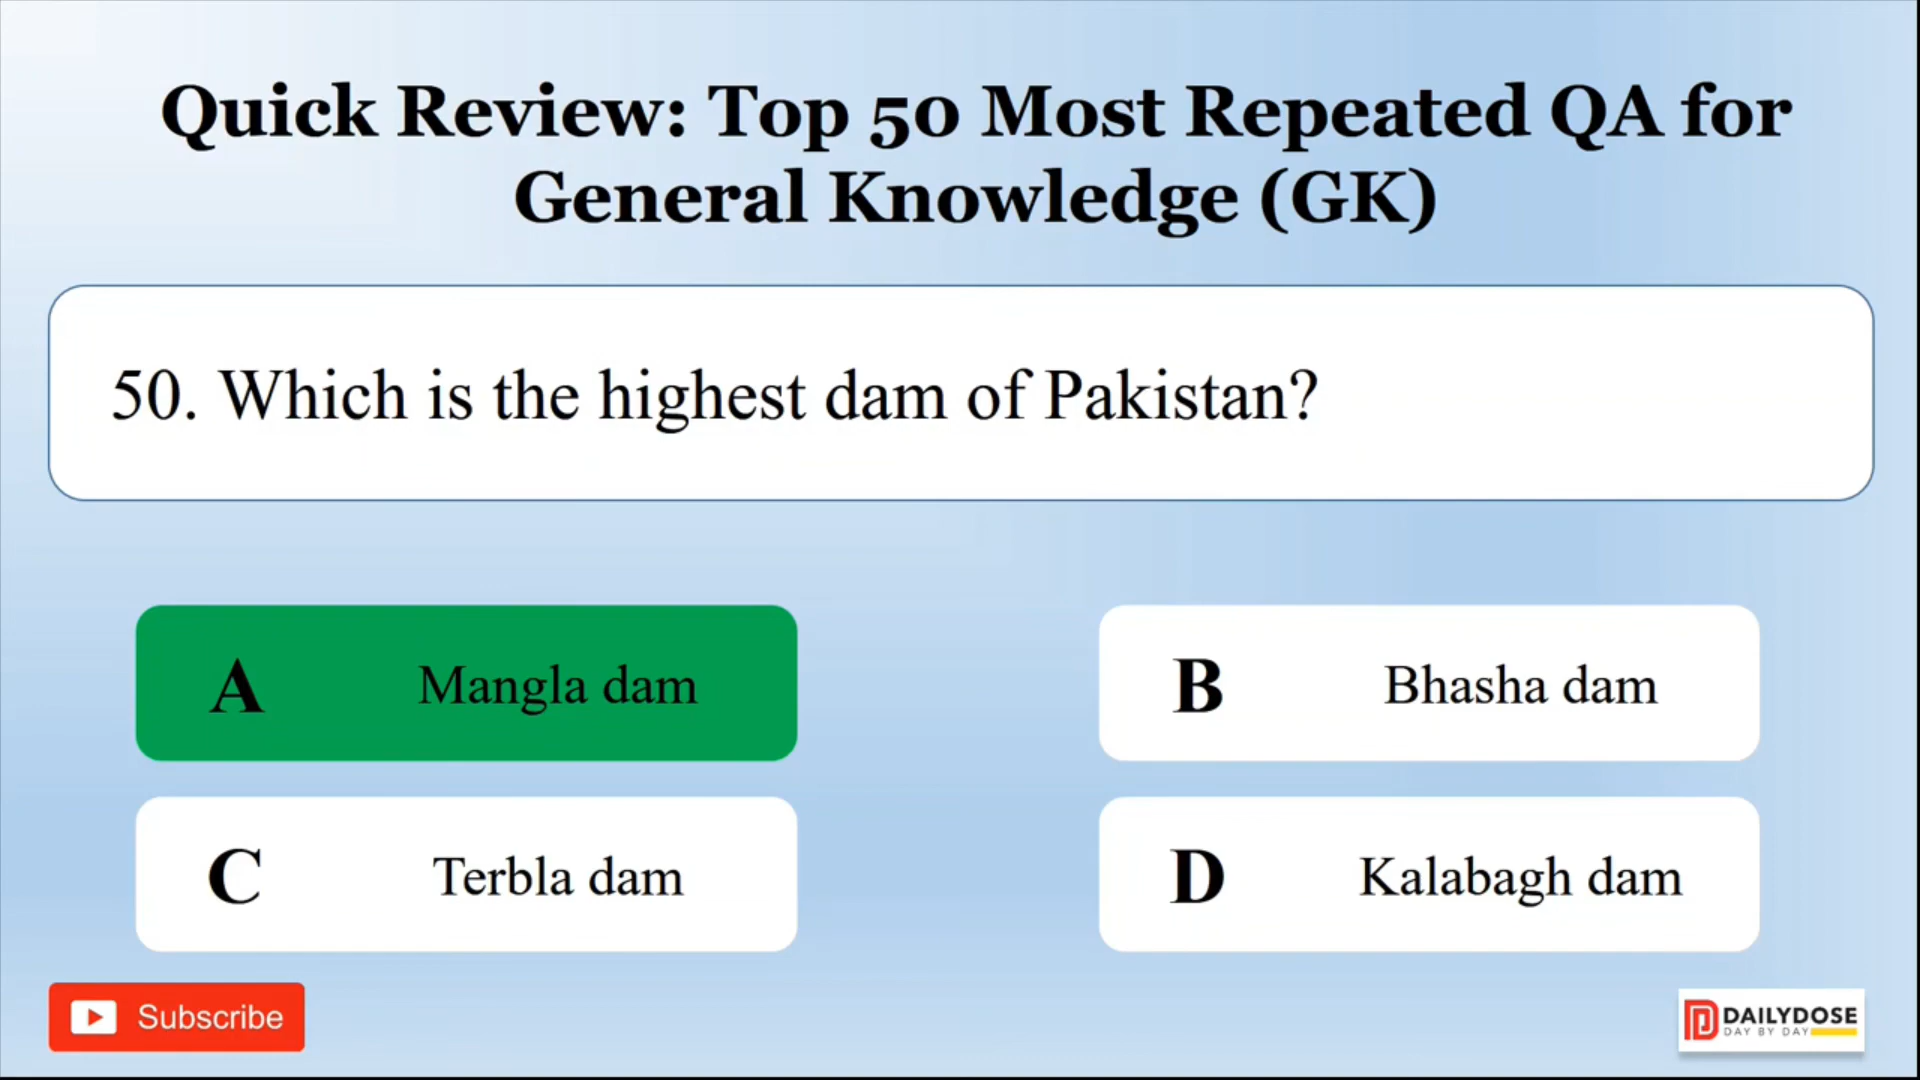 Quick Review: Top 50 Most Repeated QA for
General Knowledge (GK)
50. Which is the highest dam of Pakistan?
A Mangla dam
B Bhasha dam
C Terbla dam
D Kalabagh dam
Subscribe
DAILYDOSE
DAY BY DAY